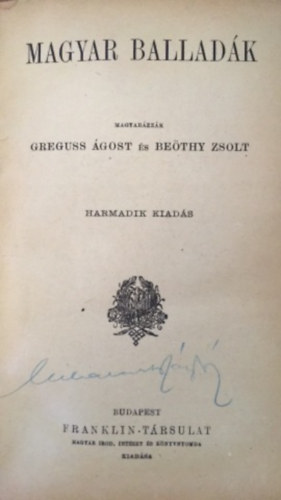 MAGYAR BALLADÁK
MAGYARÁZZÁK
GREGUSS ÁGOST ÉS BEÖTHY ZSOLT
HARMADIK KIADÁS
BUDAPEST
FRANKLIN-TÁRSULAT
MAGYAR IROD. INTÉZET ÉS KÖNYVNYOMDA
KIADÁSA